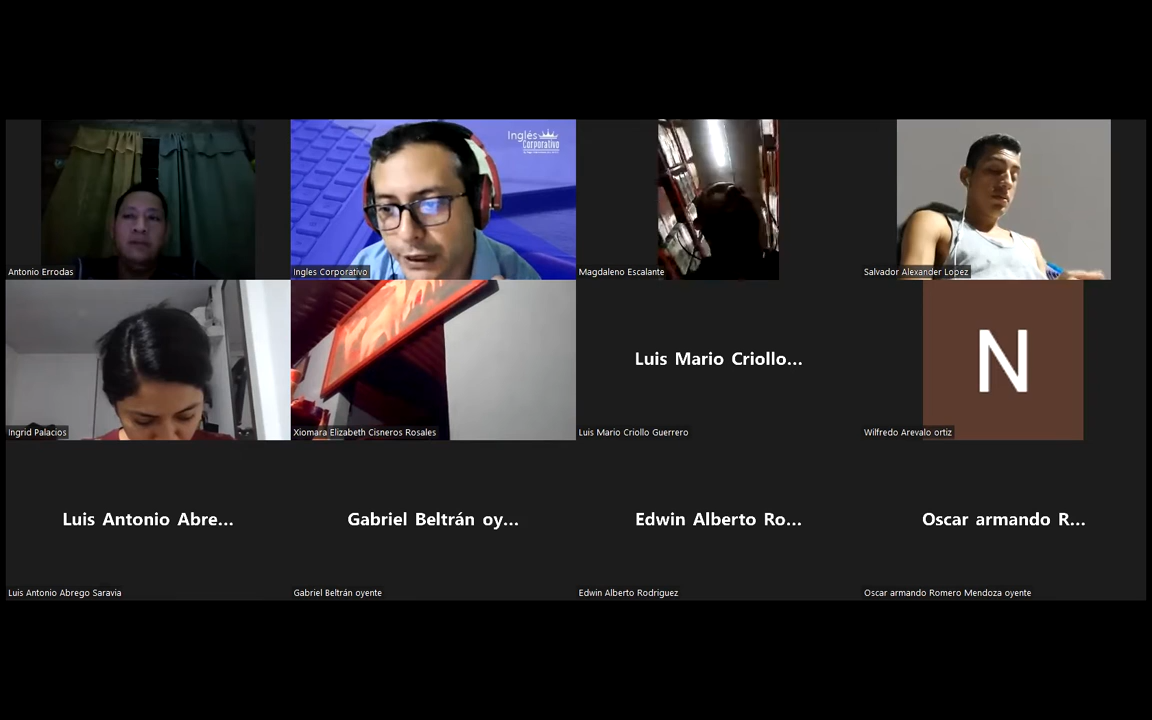 Inglés
Corporativo
Antonio Errodas
Ingles Corporativo
Magdaleno Escalante
Salvador Alexander Lopez
Luis Mario Criollo...
N
Ingrid Palacios
Xiomara Elizabeth Cisneros Rosales
Luis Mario Criollo Guerrero
Wilfredo Arevalo ortiz
Luis Antonio Abre...
Gabriel Beltrán oy...
Edwin Alberto Ro...
Oscar armando R...
Luis Antonio Abrego Saravia
Gabriel Beltrán oyente
Edwin Alberto Rodriguez
Oscar armando Romero Mendoza oyente